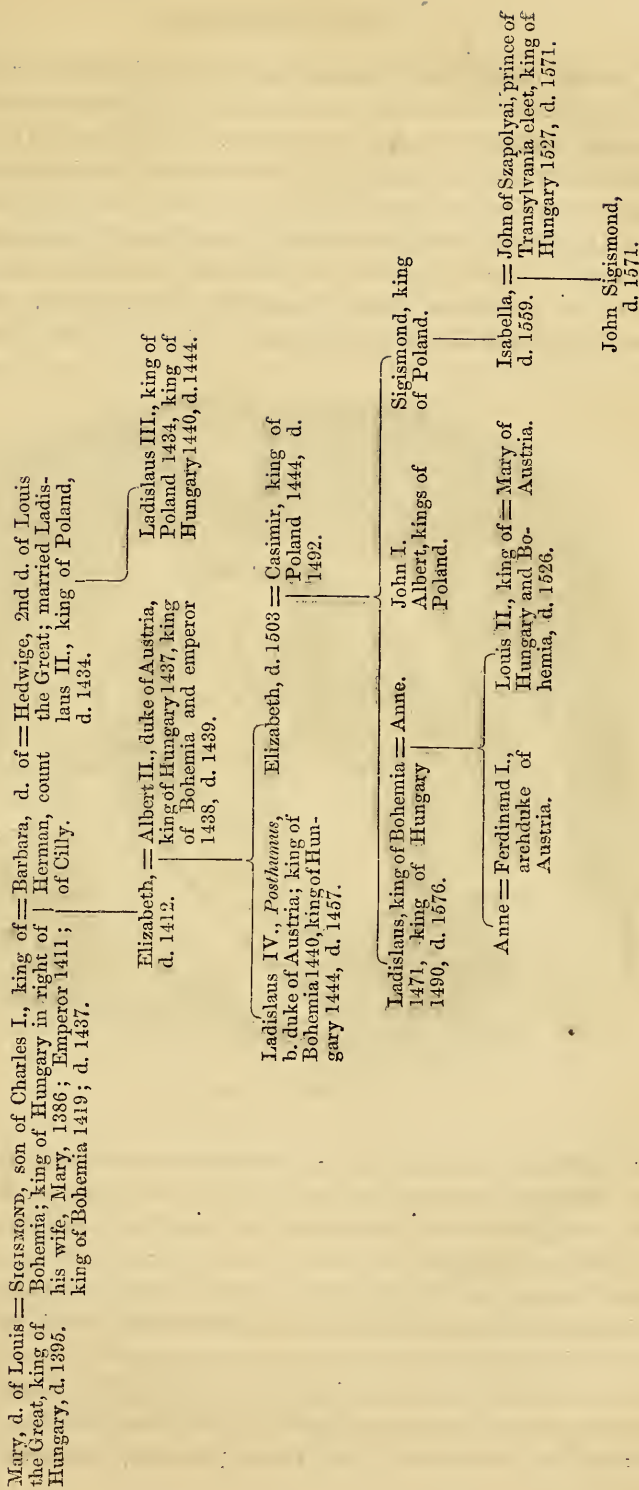 Mary, d. of Louis = SIGISMOND, son of Charles I., king of = Barbara, d. of = Hedwige, 2nd d. of Louis
the Great, king of Bohemia; king of Hungary in right of Herman, count the Great; married Ladis-
Hungary, d. 1395. his wife, Mary, 1386; Emperor 1411; of Cilly. laus II., king of Poland,
king of Bohemia 1419; d. 1437. d. 1434.
Elizabeth, = Albert II., duke of Austria, Ladislaus III., king of
d. 1412. king of Hungary 1437, king Poland 1434, king of
of Bohemia and emperor Hungary 1440, d. 1444.
1438, d. 1439.
Ladislaus IV., Posthumus, Elizabeth, d. 1503 = Casimir, king of
b. duke of Austria; king of Poland 1444, d.
Bohemia 1440, king of Hun- 1492.
gary 1444, d. 1457.
Ladislaus, king of Bohemia = Anne. John I. Sigismond, king
1471, king of Hungary Albert, kings of of Poland.
1490, d. 1576. Poland.
Anne = Ferdinand I., Louis II., king of = Mary of Isabella, = John of Szapolyai, prince of
archduke of Hungary and Bo- Austria. d. 1559. Transylvania eleet, king of
Austria. hemia, d. 1526. Hungary 1527, d. 1571.
John Sigismond,
d. 1571.